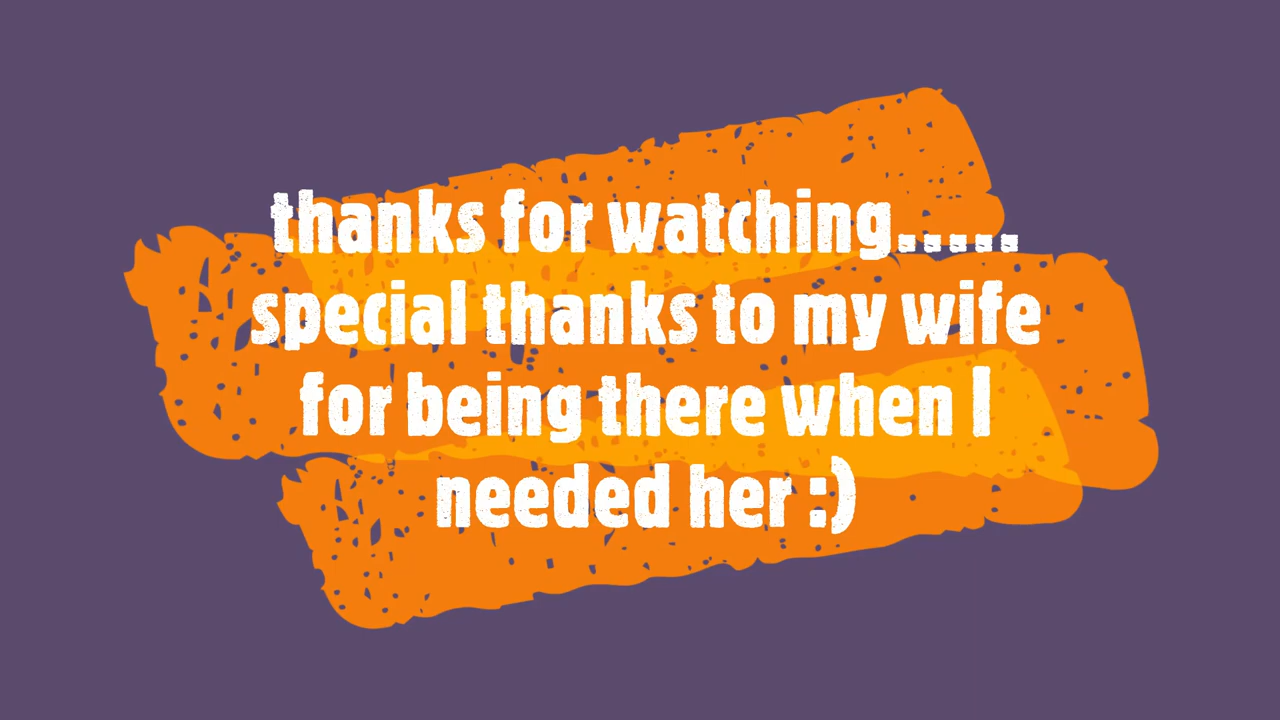 thanks for watching.....
special thanks to my wife
for being there when I
needed her :)